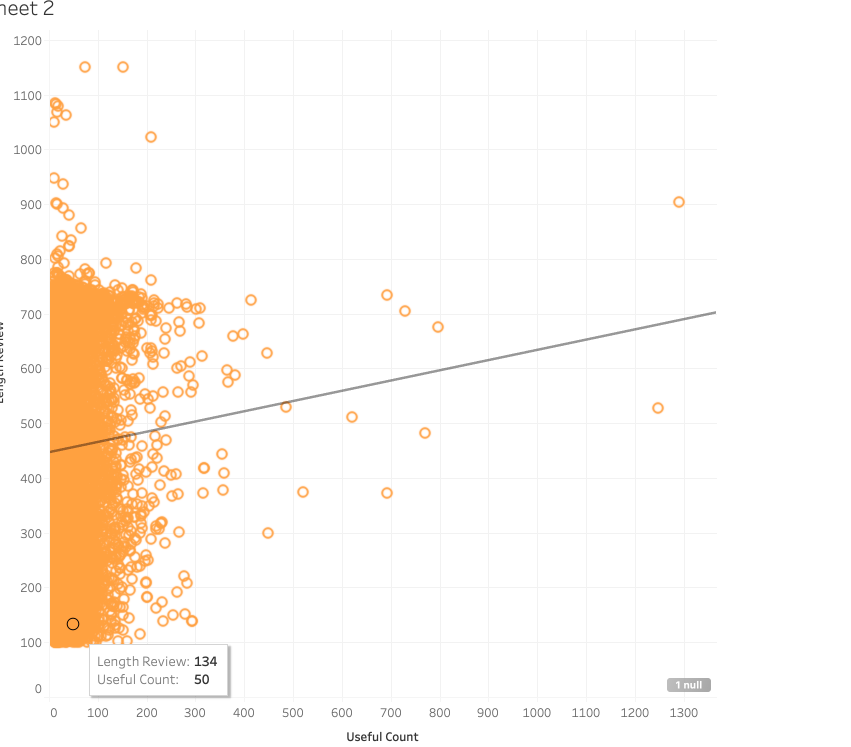 heet 2
1200
1100
1000
900
800
700
600
500
400
300
200
100
0
Length Review
Length Review: 134
Useful Count: 50
1 null
0 100 200 300 400 500 600 700 800 900 1000 1100 1200 1300
Useful Count